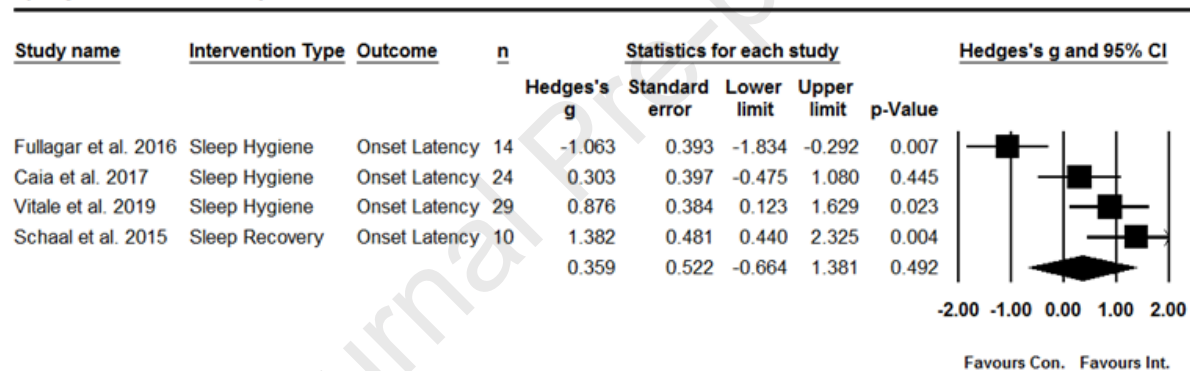 Study name Intervention Type Outcome n Statistics for each study Hedges's g and 95% CI
Hedges's g Standard error Lower limit Upper limit p-Value
Fullagar et al. 2016 Sleep Hygiene Onset Latency 14 -1.063 0.393 -1.834 -0.292 0.007
Caia et al. 2017 Sleep Hygiene Onset Latency 24 0.303 0.397 -0.475 1.080 0.445
Vitale et al. 2019 Sleep Hygiene Onset Latency 29 0.876 0.384 0.123 1.629 0.023
Schaal et al. 2015 Sleep Recovery Onset Latency 10 1.382 0.481 0.440 2.325 0.004
0.359 0.522 -0.664 1.381 0.492
-2.00 -1.00 0.00 1.00 2.00
Favours Con. Favours Int.